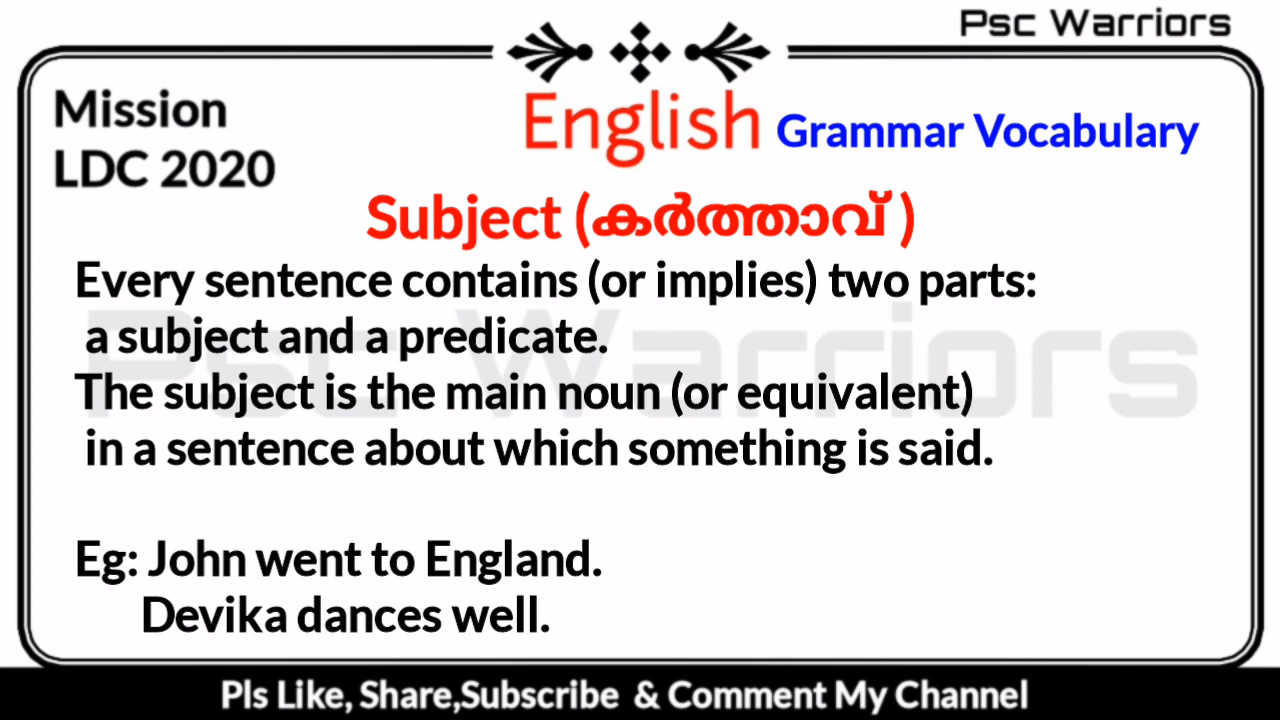 Psc Warriors
Mission
LDC 2020
English Grammar Vocabulary
Subject (കർത്താവ് )
Every sentence contains (or implies) two parts:
a subject and a predicate.
The subject is the main noun (or equivalent)
in a sentence about which something is said.
Psc Warriors
Eg: John went to England.
Devika dances well.
Pls Like, Share,Subscribe & Comment My Channel